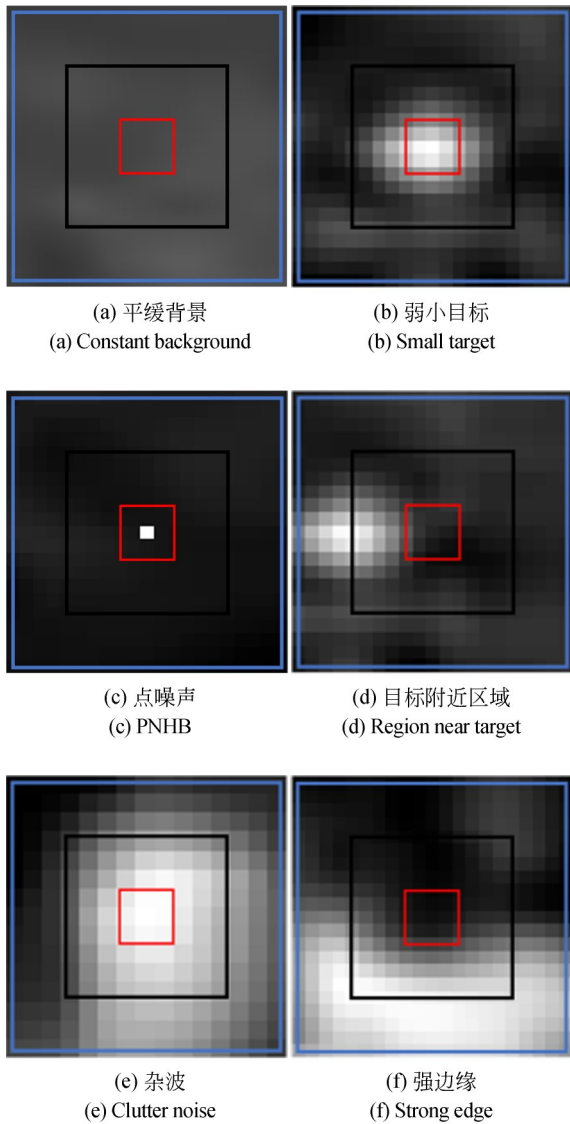 (a) 平缓背景
(a) Constant background
(b) 弱小目标
(b) Small target
(c) 点噪声
(c) PNHB
(d) 目标附近区域
(d) Region near target
(e) 杂波
(e) Clutter noise
(f) 强边缘
(f) Strong edge